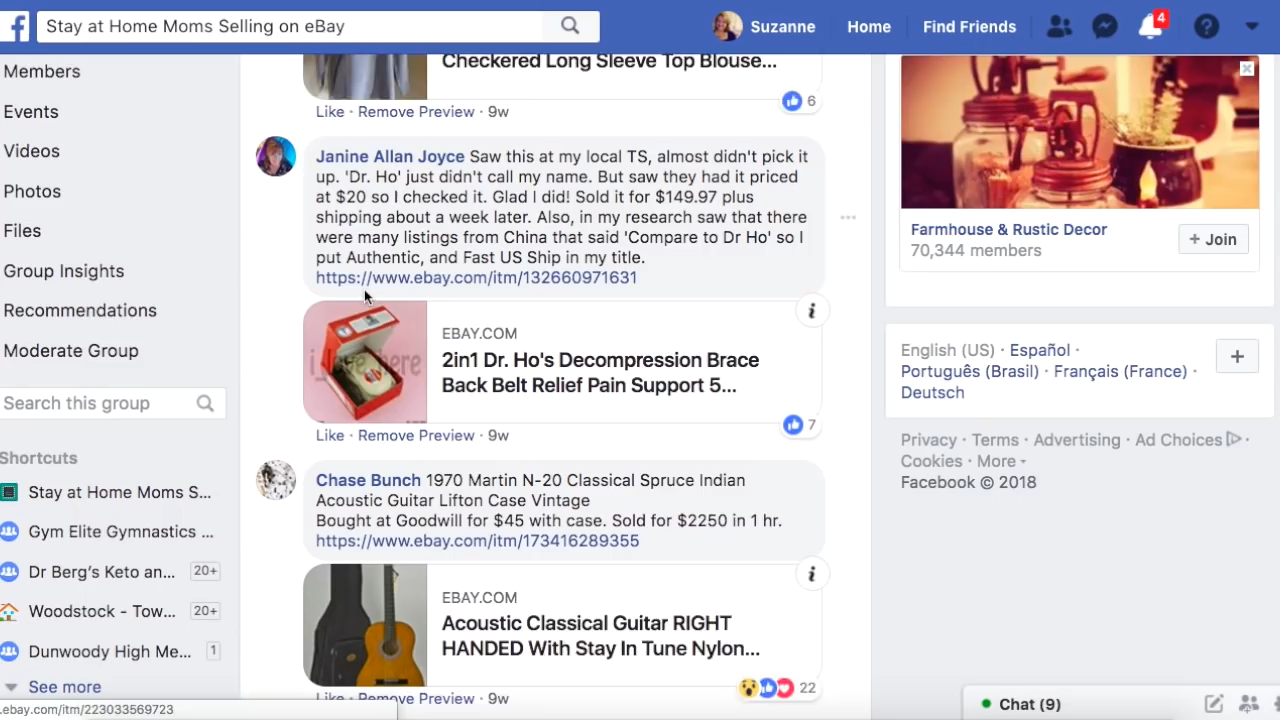 Stay at Home Moms Selling on eBay
Suzanne
Home
Find Friends
4
Members
Events
Videos
Photos
Files
Group Insights
Recommendations
Moderate Group
Search this group
Shortcuts
Stay at Home Moms S...
Gym Elite Gymnastics ...
Dr Berg's Keto an... 20+
Woodstock - Tow... 20+
Dunwoody High Me... 1
See more
.ebay.com/itm/223033569723
Checkered Long Sleeve Top Blouse...
6
Like · Remove Preview · 9w
Janine Allan Joyce Saw this at my local TS, almost didn't pick it
up. 'Dr. Ho' just didn't call my name. But saw they had it priced
at $20 so I checked it. Glad I did! Sold it for $149.97 plus
shipping about a week later. Also, in my research saw that there
were many listings from China that said 'Compare to Dr Ho' so I
put Authentic, and Fast US Ship in my title.
https://www.ebay.com/itm/132660971631
EBAY.COM
2in1 Dr. Ho's Decompression Brace
Back Belt Relief Pain Support 5...
7
Like · Remove Preview · 9w
Chase Bunch 1970 Martin N-20 Classical Spruce Indian
Acoustic Guitar Lifton Case Vintage
Bought at Goodwill for $45 with case. Sold for $2250 in 1 hr.
https://www.ebay.com/itm/173416289355
EBAY.COM
Acoustic Classical Guitar RIGHT
HANDED With Stay In Tune Nylon...
22
Like · Remove Preview · 9w
Farmhouse & Rustic Decor
70,344 members
+ Join
English (US) · Español ·
Português (Brasil) · Français (France) ·
Deutsch
Privacy · Terms · Advertising · Ad Choices
Cookies · More
Facebook © 2018
Chat (9)